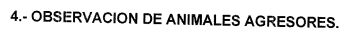 4.- OBSERVACION DE ANIMALES AGRESORES.